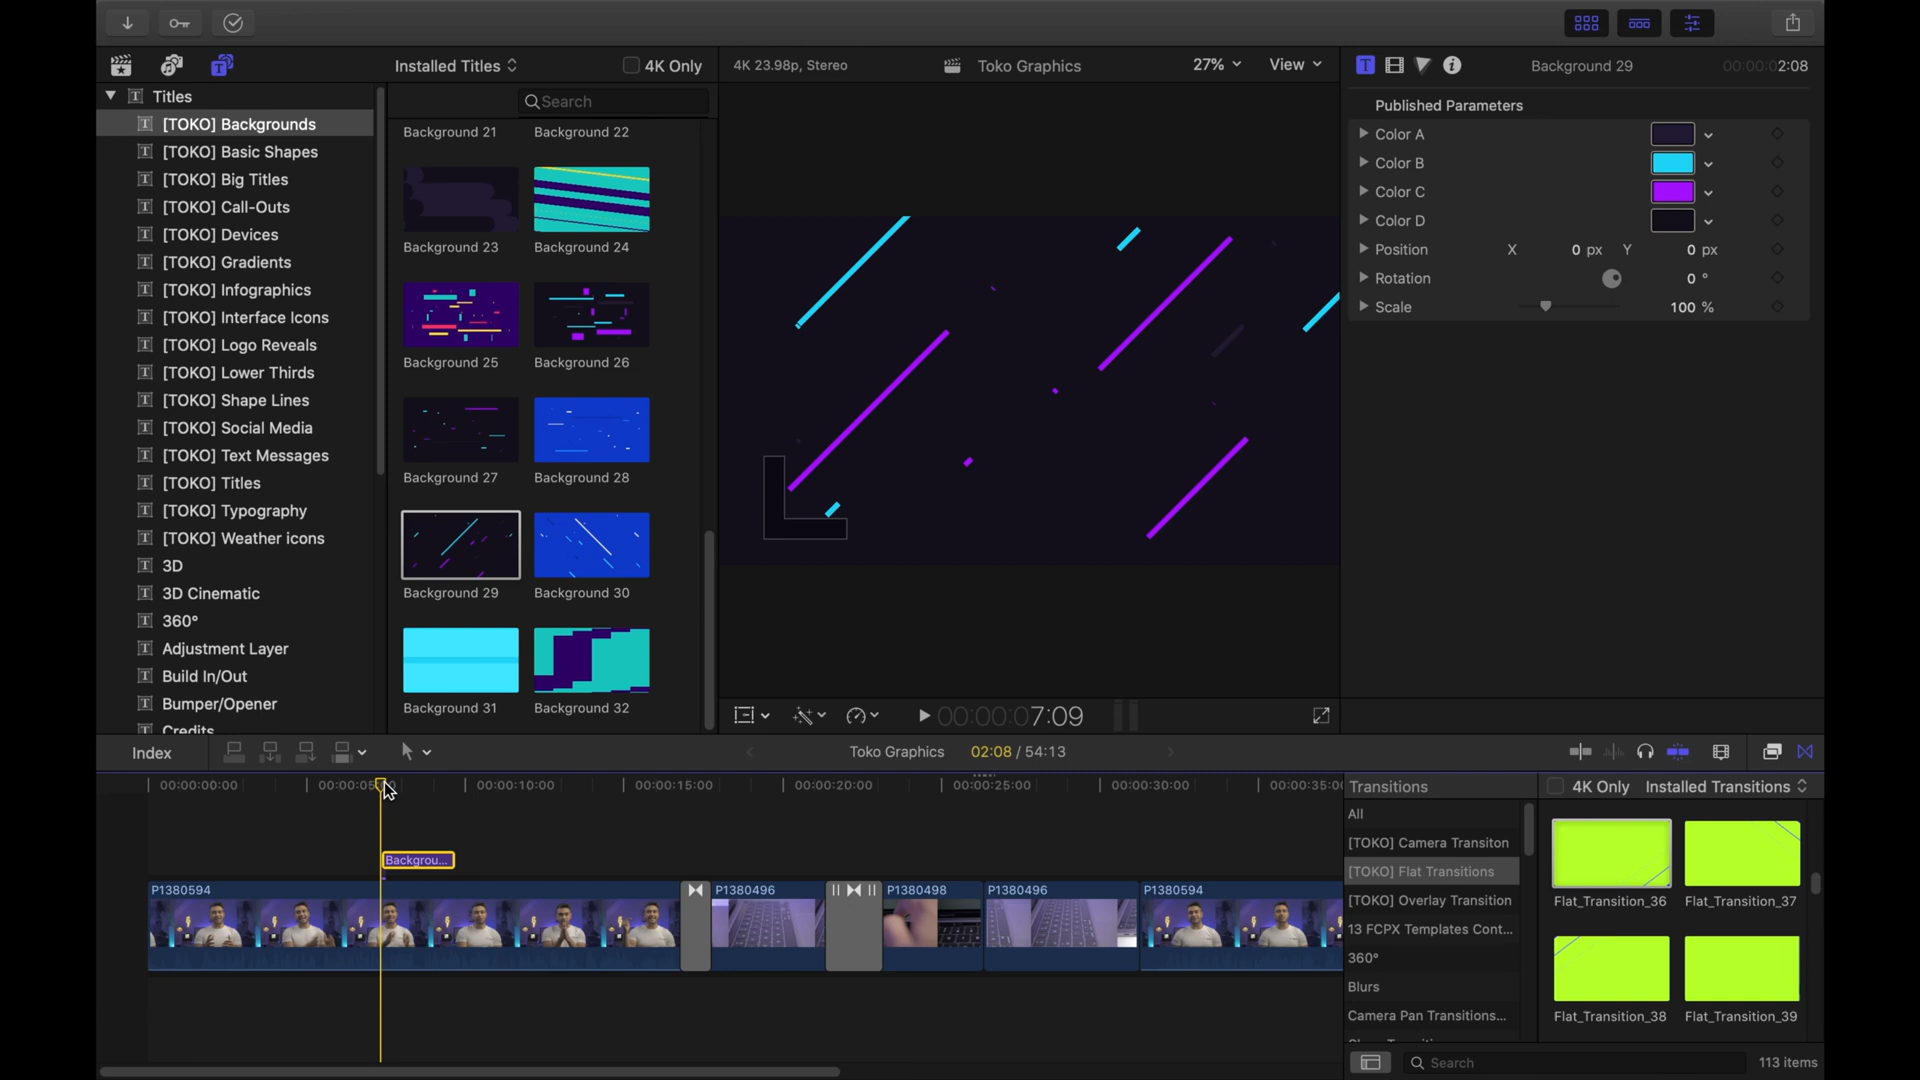 Installed Titles
4K Only
4K 23.98p, Stereo
Toko Graphics
27%
View
Background 29
00:00:02:08
Titles
[TOKO] Backgrounds
[TOKO] Basic Shapes
[TOKO] Big Titles
[TOKO] Call-Outs
[TOKO] Devices
[TOKO] Gradients
[TOKO] Infographics
[TOKO] Interface Icons
[TOKO] Logo Reveals
[TOKO] Lower Thirds
[TOKO] Shape Lines
[TOKO] Social Media
[TOKO] Text Messages
[TOKO] Titles
[TOKO] Typography
[TOKO] Weather icons
3D
3D Cinematic
360°
Adjustment Layer
Build In/Out
Bumper/Opener
Credits
Search
Background 21
Background 22
Background 23
Background 24
Background 25
Background 26
Background 27
Background 28
Background 29
Background 30
Background 31
Background 32
Published Parameters
Color A
Color B
Color C
Color D
Position X 0 px Y 0 px
Rotation 0 °
Scale 100 %
00:00:07:09
Index
Toko Graphics
02:08 / 54:13
00:00:00:00
00:00:05
00:00:10:00
00:00:15:00
00:00:20:00
00:00:25:00
00:00:30:00
00:00:35:0
Backgrou...
P1380594
P1380496
P1380498
P1380496
P1380594
Transitions
4K Only
Installed Transitions
All
[TOKO] Camera Transiton
[TOKO] Flat Transitions
[TOKO] Overlay Transition
13 FCPX Templates Cont...
360°
Blurs
Camera Pan Transitions...
Flat_Transition_36
Flat_Transition_37
Flat_Transition_38
Flat_Transition_39
Search
113 items